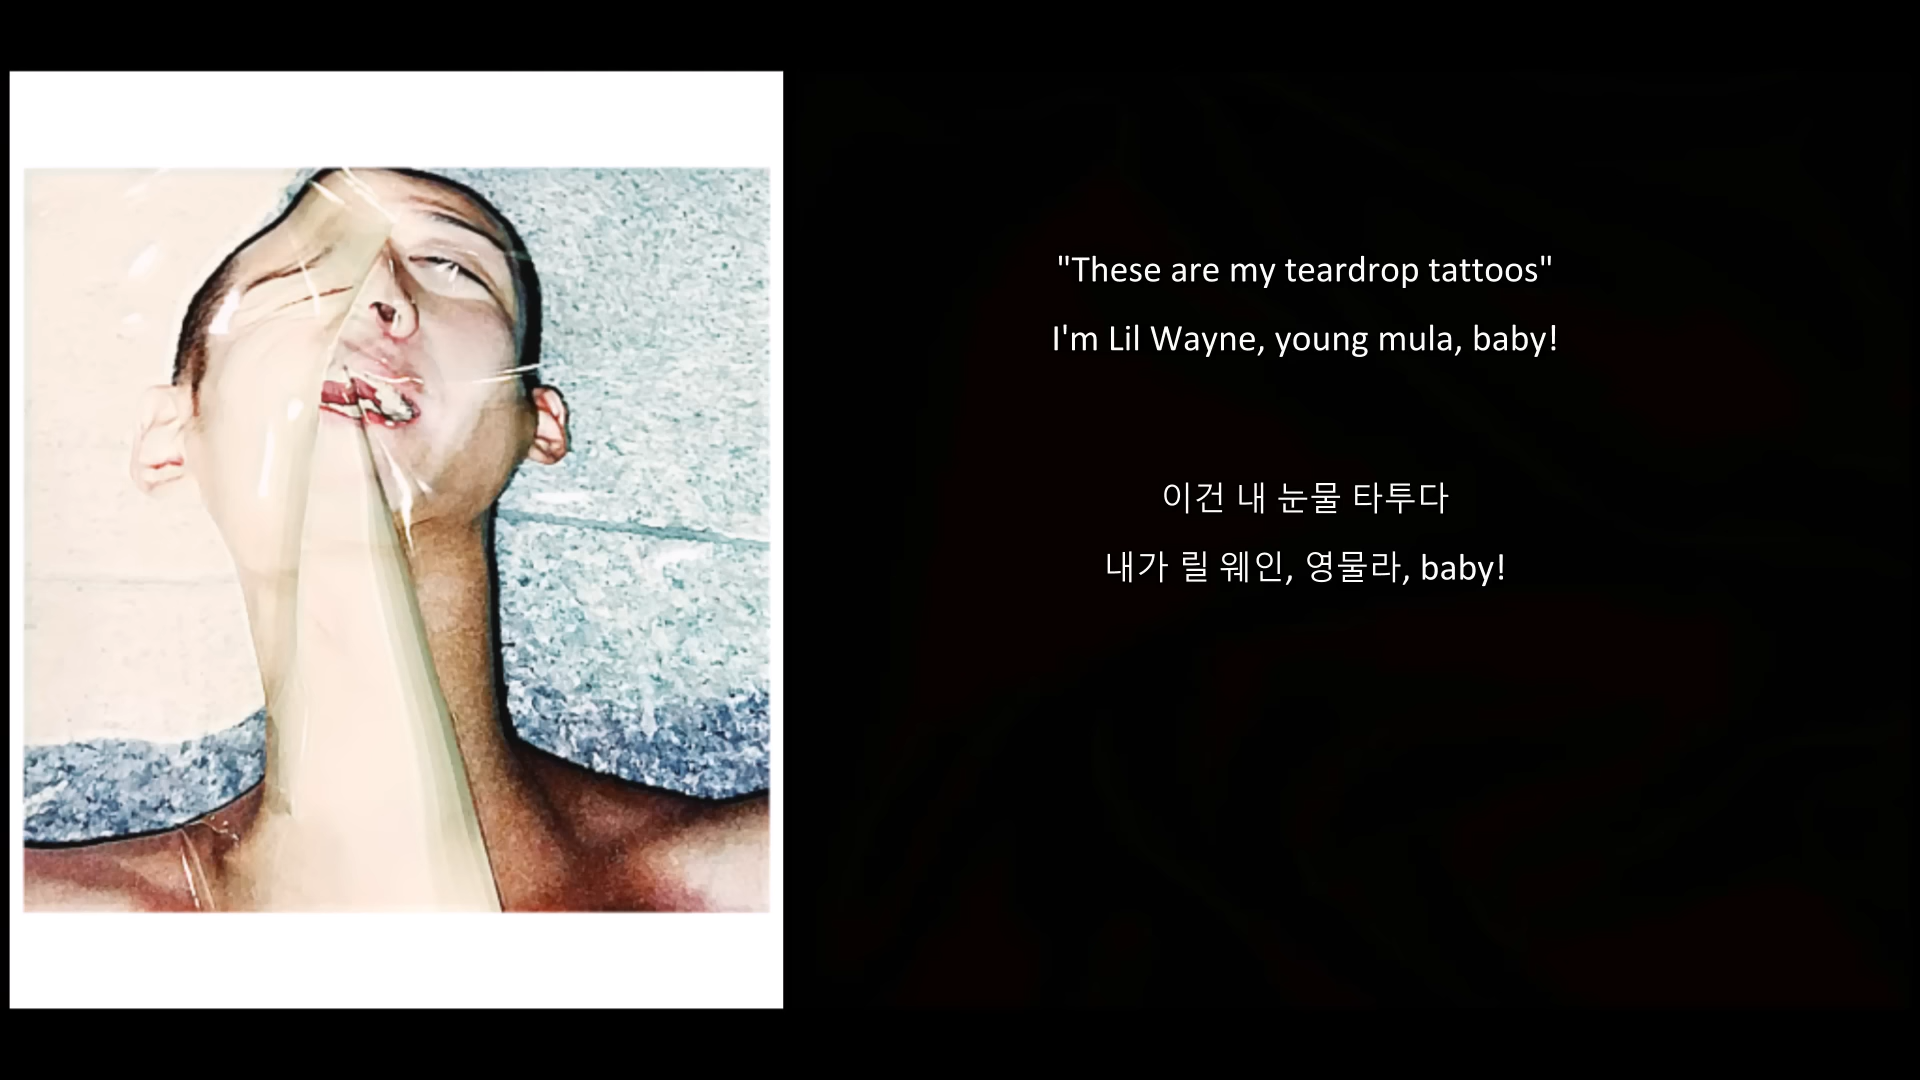 "These are my teardrop tattoos"
I'm Lil Wayne, young mula, baby!
이건 내 눈물 타투다
내가 릴 웨인, 영물라, baby!